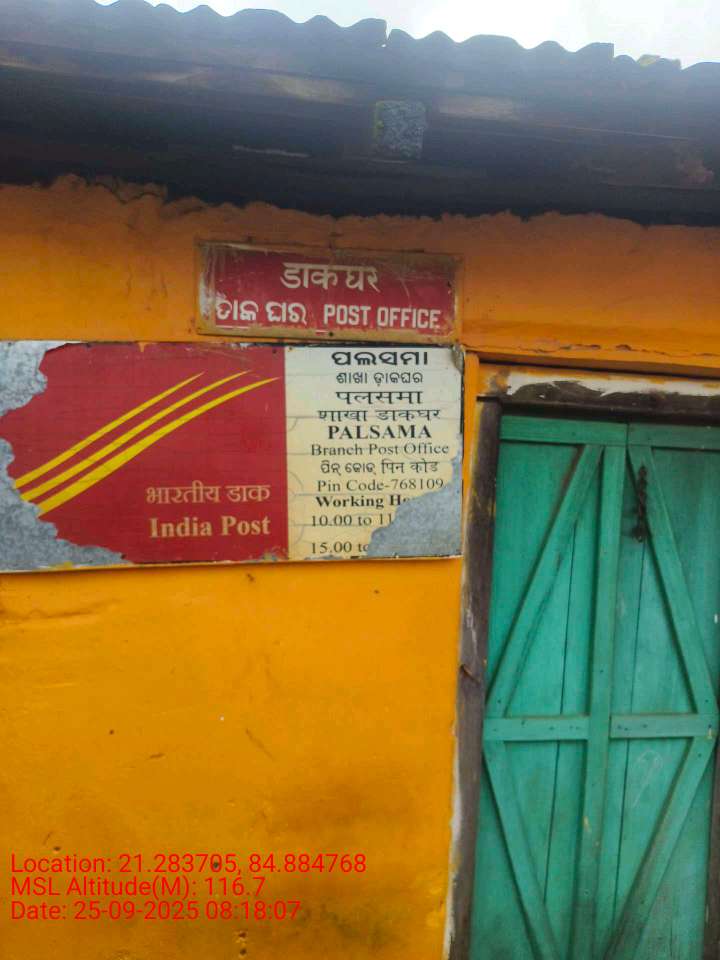 डाक घर
ଡାକ ଘର POST OFFICE
ପଲସମା
ଶାଖା ଡ଼ାକଘର
पलसमा
शाखा डाकघर
PALSAMA
Branch Post Office
ପିନ୍ କୋଡ୍ पिन कोड
Pin Code-768109
Working
10.00 to
15.00
भारतीय डाक
India Post
Location: 21.283705, 84.884768
MSL Altitude(M): 116.7
Date: 25-09-2025 08:18:07